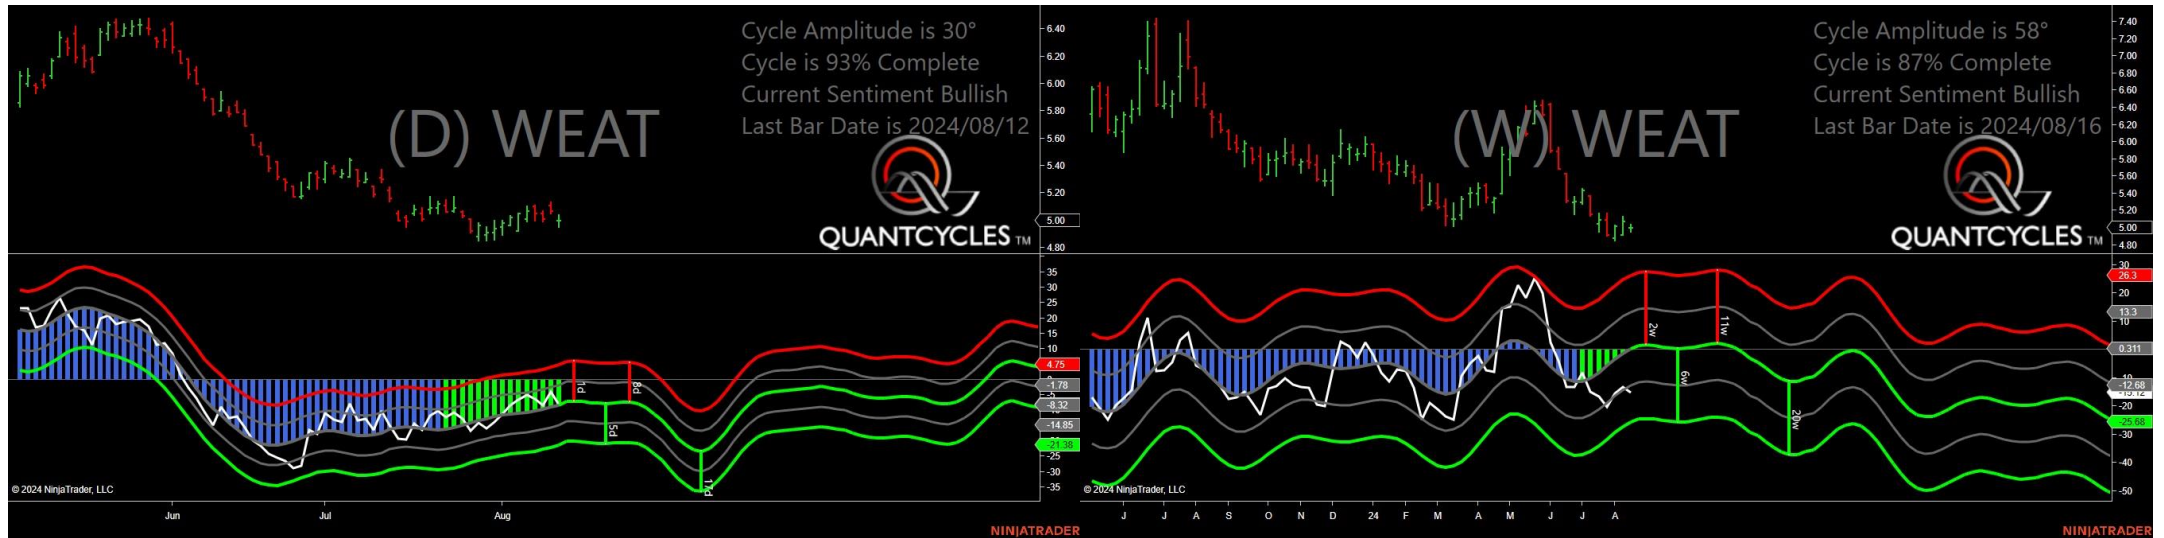 (D) WEAT
Cycle Amplitude is 30°
Cycle is 93% Complete
Current Sentiment Bullish
Last Bar Date is 2024/08/12
QUANTCYCLES TM
6.40
6.20
6.00
5.80
5.60
5.40
5.20
5.00
4.80
35
30
25
20
15
10
4.75
-1.78
-5
-8.32
-14.85
-21.38
-25
-30
-35
1d
8d
5d
17d
© 2024 NinjaTrader, LLC
Jun Jul Aug
NINJATRADER
(W) WEAT
Cycle Amplitude is 58°
Cycle is 87% Complete
Current Sentiment Bullish
Last Bar Date is 2024/08/16
QUANTCYCLES TM
7.40
7.20
7.00
6.80
6.60
6.40
6.20
6.00
5.80
5.60
5.40
5.20
5.00
4.80
30
26.3
20
13.3
10
0.311
-12.68
-15.12
-20
-25.68
-30
-40
-50
2w
11w
6w
20w
© 2024 NinjaTrader, LLC
J J A S O N D 24 F M A M J J A
NINJATRADER